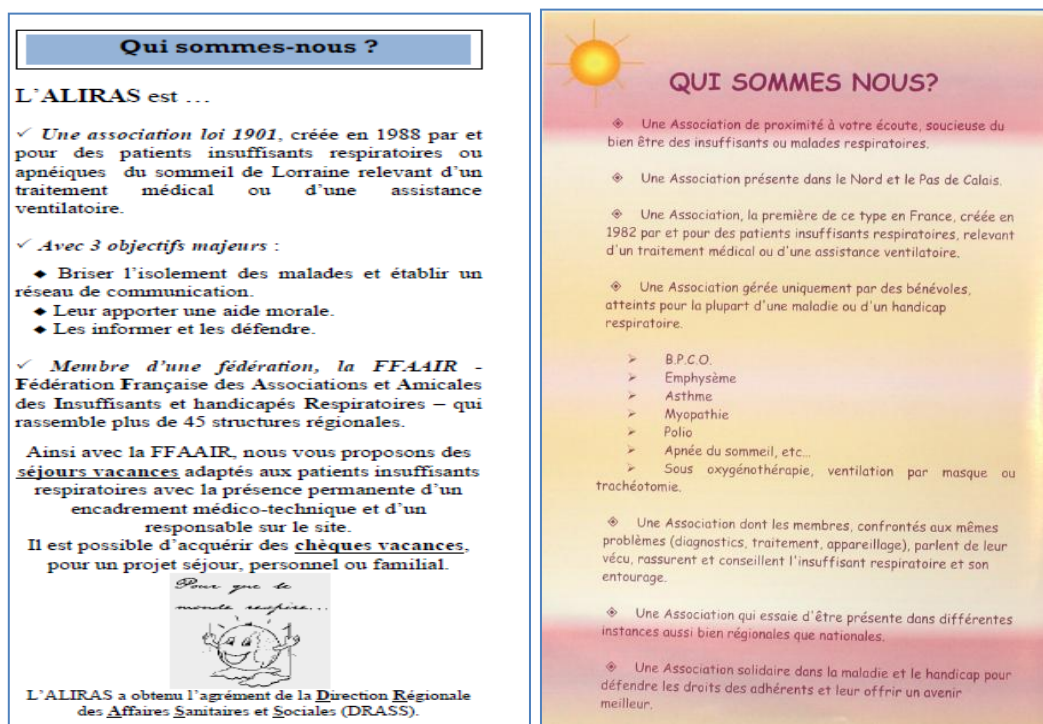 Qui sommes-nous ?
L'ALIRAS est …
✓ Une association loi 1901, créée en 1988 par et
pour des patients insuffisants respiratoires ou
apnéiques du sommeil de Lorraine relevant d'un
traitement médical ou d'une assistance
ventilatoire.
✓ Avec 3 objectifs majeurs :
◆ Briser l'isolement des malades et établir un
réseau de communication.
◆ Leur apporter une aide morale.
◆ Les informer et les défendre.
✓ Membre d'une fédération, la FFAAIR -
Fédération Française des Associations et Amicales
des Insuffisants et handicapés Respiratoires – qui
rassemble plus de 45 structures régionales.
Ainsi avec la FFAAIR, nous vous proposons des
séjours vacances adaptés aux patients insuffisants
respiratoires avec la présence permanente d'un
encadrement médico-technique et d'un
responsable sur le site.
Il est possible d'acquérir des chèques vacances,
pour un projet séjour, personnel ou familial.
Pour que le
monde respire...
L'ALIRAS a obtenu l'agrément de la Direction Régionale
des Affaires Sanitaires et Sociales (DRASS).
QUI SOMMES NOUS?
◈ Une Association de proximité à votre écoute, soucieuse du
bien être des insuffisants ou malades respiratoires.
◈ Une Association présente dans le Nord et le Pas de Calais.
◈ Une Association, la première de ce type en France, créée en
1982 par et pour des patients insuffisants respiratoires, relevant
d'un traitement médical ou d'une assistance ventilatoire.
◈ Une Association gérée uniquement par des bénévoles,
atteints pour la plupart d'une maladie ou d'un handicap
respiratoire.
➢ B.P.C.O.
➢ Emphysème
➢ Asthme
➢ Myopathie
➢ Polio
➢ Apnée du sommeil, etc...
➢ Sous oxygénothérapie, ventilation par masque ou
trachéotomie.
◈ Une Association dont les membres, confrontés aux mêmes
problèmes (diagnostics, traitement, appareillage), parlent de leur
vécu, rassurent et conseillent l'insuffisant respiratoire et son
entourage.
◈ Une Association qui essaie d'être présente dans différentes
instances aussi bien régionales que nationales.
◈ Une Association solidaire dans la maladie et le handicap pour
défendre les droits des adhérents et leur offrir un avenir
meilleur.